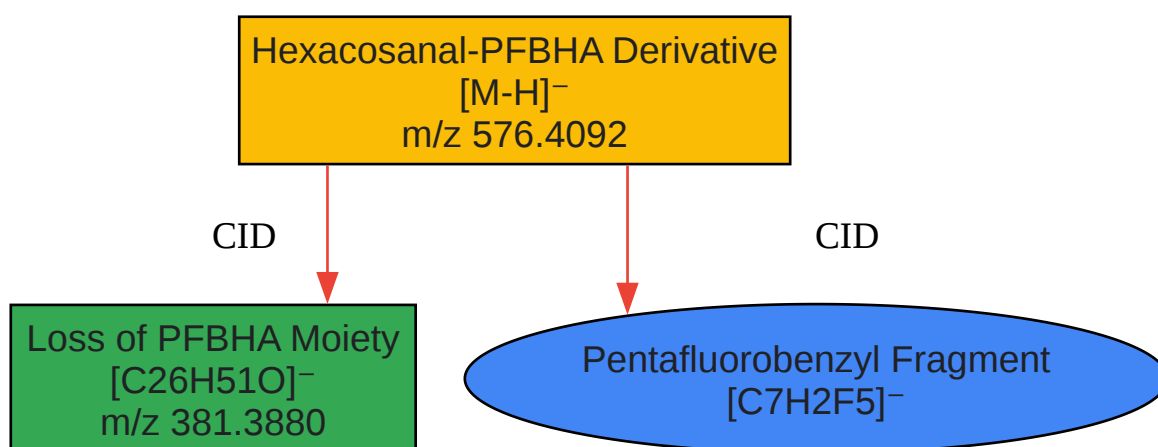 Hexacosanal-PFBHA Derivative
[M-H]⁻
m/z 576.4092
CID
CID
Loss of PFBHA Moiety
[C26H51O]⁻
m/z 381.3880
Pentafluorobenzyl Fragment
[C7H2F5]⁻